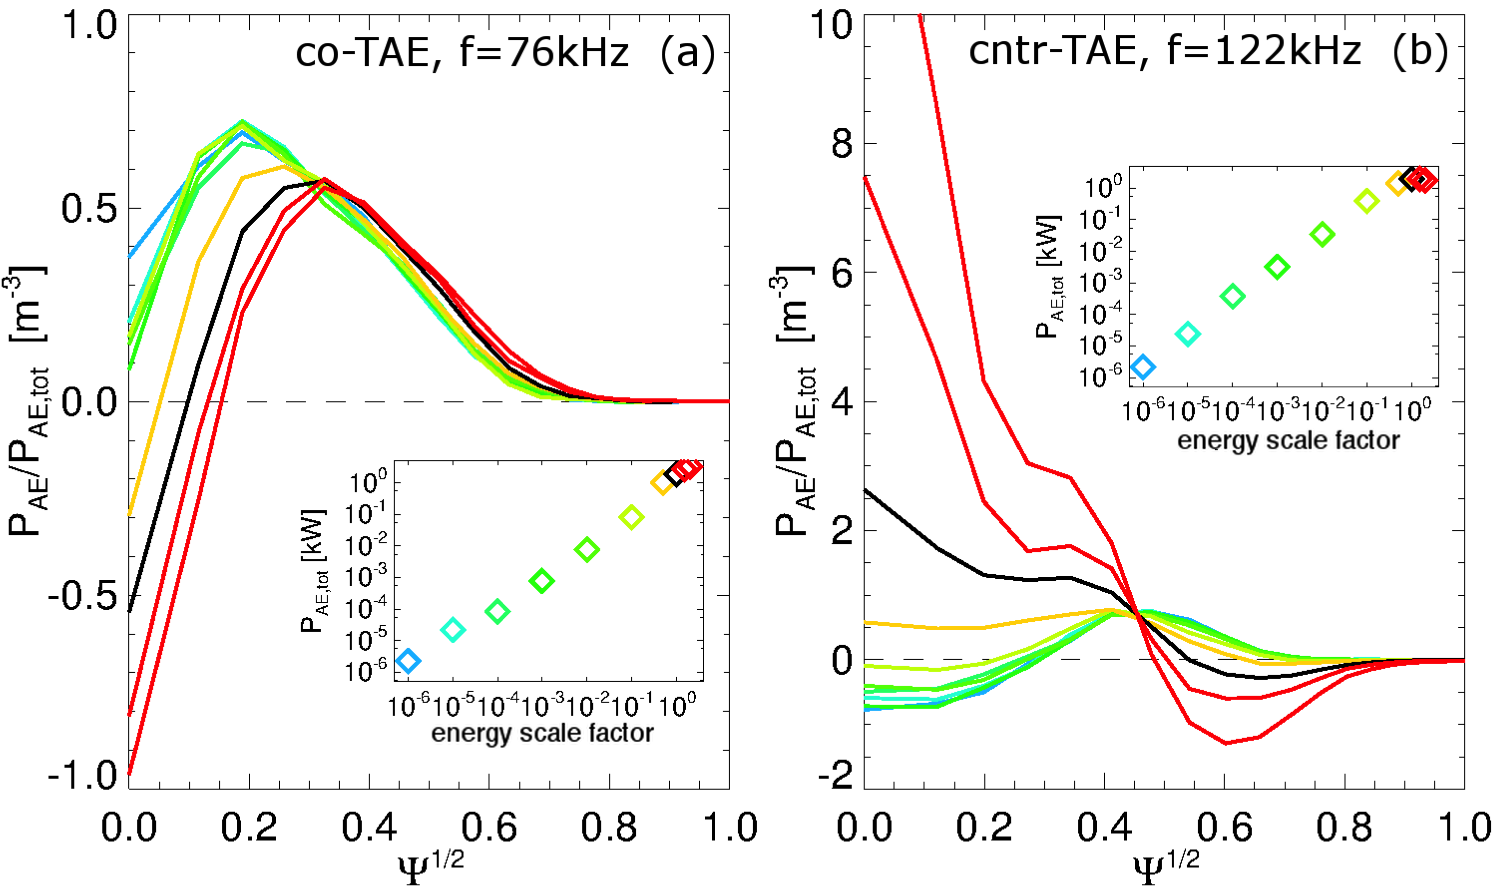 co-TAE, f=76kHz (a)
P_AE/P_AE,tot [m^-3]
1.0
0.5
0.0
-0.5
-1.0
0.0 0.2 0.4 0.6 0.8 1.0
Ψ^1/2
P_AE,tot [kW]
10^0
10^-1
10^-2
10^-3
10^-4
10^-5
10^-6
10^-6 10^-5 10^-4 10^-3 10^-2 10^-1 10^0
energy scale factor
cntr-TAE, f=122kHz (b)
P_AE/P_AE,tot [m^-3]
10
8
6
4
2
0
-2
0.0 0.2 0.4 0.6 0.8 1.0
Ψ^1/2
P_AE,tot [kW]
10^0
10^-1
10^-2
10^-3
10^-4
10^-5
10^-6
10^-6 10^-5 10^-4 10^-3 10^-2 10^-1 10^0
energy scale factor